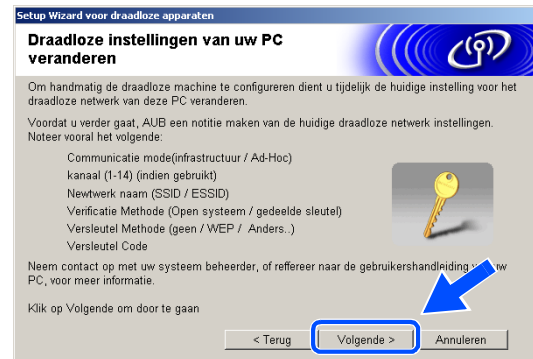 Setup Wizard voor draadloze apparaten
Draadloze instellingen van uw PC
veranderen
Om handmatig de draadloze machine te configureren dient u tijdelijk de huidige instelling voor het
draadloze netwerk van deze PC veranderen.
Voordat u verder gaat, AUB een notitie maken van de huidige draadloze netwerk instellingen.
Noteer vooral het volgende:
Communicatie mode(infrastructuur / Ad-Hoc)
kanaal (1-14) (indien gebruikt)
Newtwerk naam (SSID / ESSID)
Verificatie Methode (Open systeem / gedeelde sleutel)
Versleutel Methode (geen / WEP / Anders..)
Versleutel Code
Neem contact op met uw systeem beheerder, of reffereer naar de gebruikershandleiding
PC, voor meer informatie.
Klik op Volgende om door te gaan
< Terug
Volgende >
Annuleren